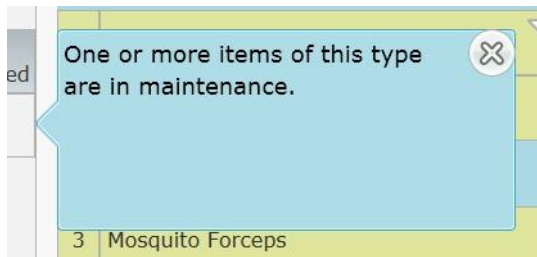 One or more items of this type
ed
are in maintenance.
3 Mosquito Forceps